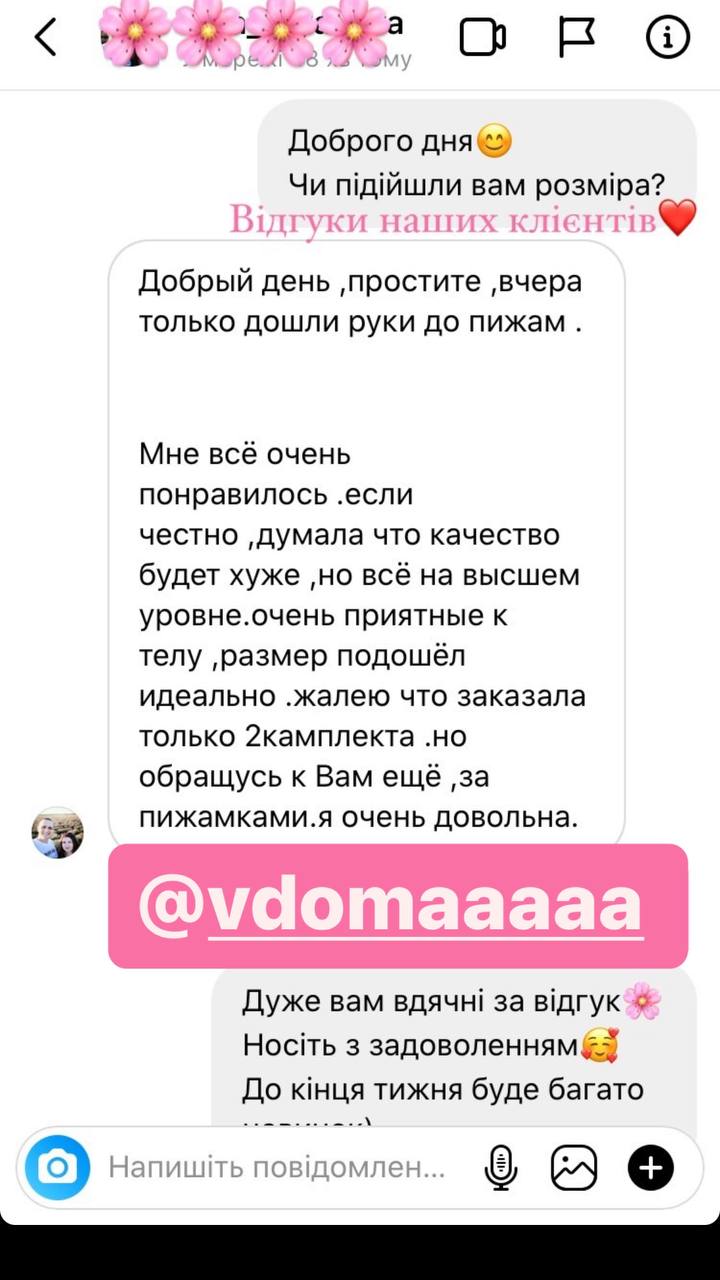 Доброго дня😊
Чи підійшли вам розміра?
Відгуки наших клієнтів❤️
Добрый день ,простите ,вчера
только дошли руки до пижам .
Мне всё очень
понравилось .если
честно ,думала что качество
будет хуже ,но всё на высшем
уровне.очень приятные к
телу ,размер подошёл
идеально .жалею что заказала
только 2камплекта .но
обращусь к Вам ещё ,за
пижамками.я очень довольна.
@vdomaaaaa
Дуже вам вдячні за відгук🌸
Носіть з задоволенням🥰
До кінця тижня буде багато
Напишіть повідомлен...